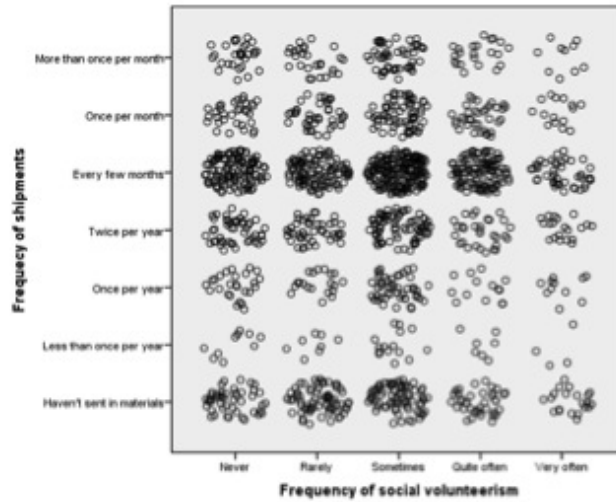 More than once per month
Once per month
Every few months
Twice per year
Once per year
Less than once per year
Haven't sent in materials
Frequecy of shipments
Never Rarely Sometimes Quite often Very often
Frequency of social volunteerism